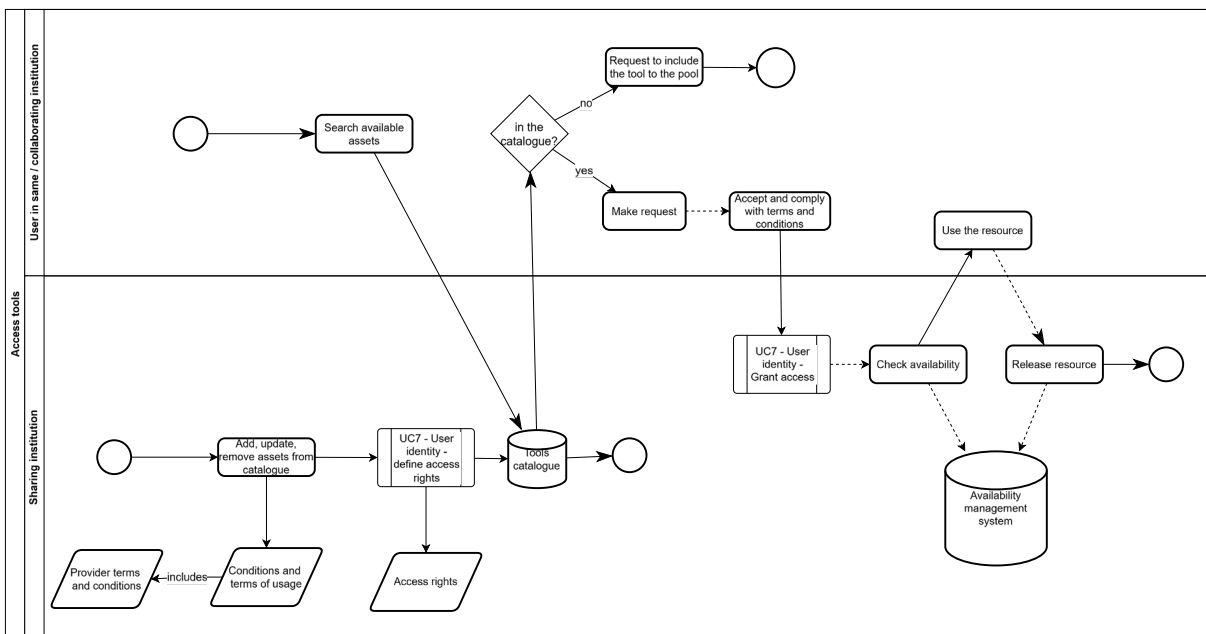 Access tools
User in same / collaborating institution
Request to include
the tool to the pool
no
Search available
assets
in the
catalogue?
yes
Make request
Accept and comply
with terms and
conditions
Use the resource
Sharing institution
UC7 - User
identity -
Grant access
Check availability
Release resource
Add, update,
remove assets from
catalogue
UC7 - User
identity -
define access
rights
Tools
catalogue
Availability
management
system
Provider terms
and conditions
includes
Conditions and
terms of usage
Access rights